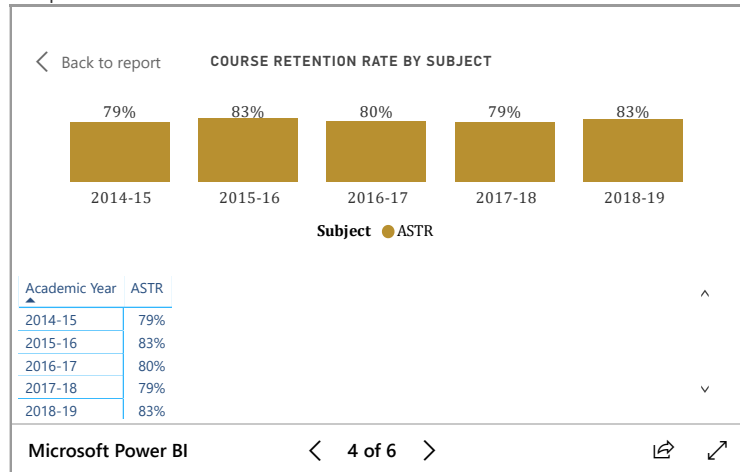 Back to report COURSE RETENTION RATE BY SUBJECT
79% 83% 80% 79% 83%
2014-15 2015-16 2016-17 2017-18 2018-19
Subject ASTR
Academic Year ASTR
2014-15 79%
2015-16 83%
2016-17 80%
2017-18 79%
2018-19 83%
Microsoft Power BI 4 of 6